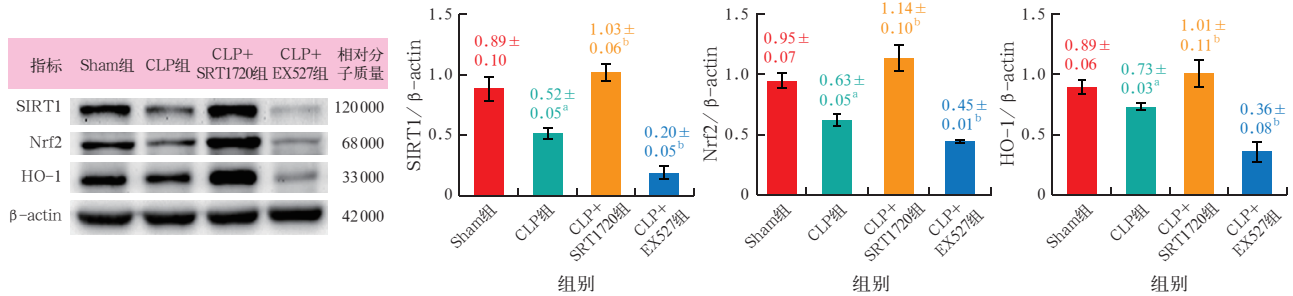 指标 Sham组 CLP组 CLP+ SRT1720组 CLP+ EX527组 相对分子质量
SIRT1 120 000
Nrf2 68 000
HO-1 33 000
β-actin 42 000
SIRT1/ β-actin
1.5
1.0
0.5
0
0.89±
0.10
0.52±
0.05ᵃ
1.03±
0.06ᵇ
0.20±
0.05ᵇ
Sham组
CLP组
CLP+
SRT1720组
CLP+
EX527组
组别
Nrf2/ β-actin
1.5
1.0
0.5
0
0.95±
0.07
0.63±
0.05ᵃ
1.14±
0.10ᵇ
0.45±
0.01ᵇ
Sham组
CLP组
CLP+
SRT1720组
CLP+
EX527组
组别
HO-1/ β-actin
1.5
1.0
0.5
0
0.89±
0.06
0.73±
0.03ᵃ
1.01±
0.11ᵇ
0.36±
0.08ᵇ
Sham组
CLP组
CLP+
SRT1720组
CLP+
EX527组
组别